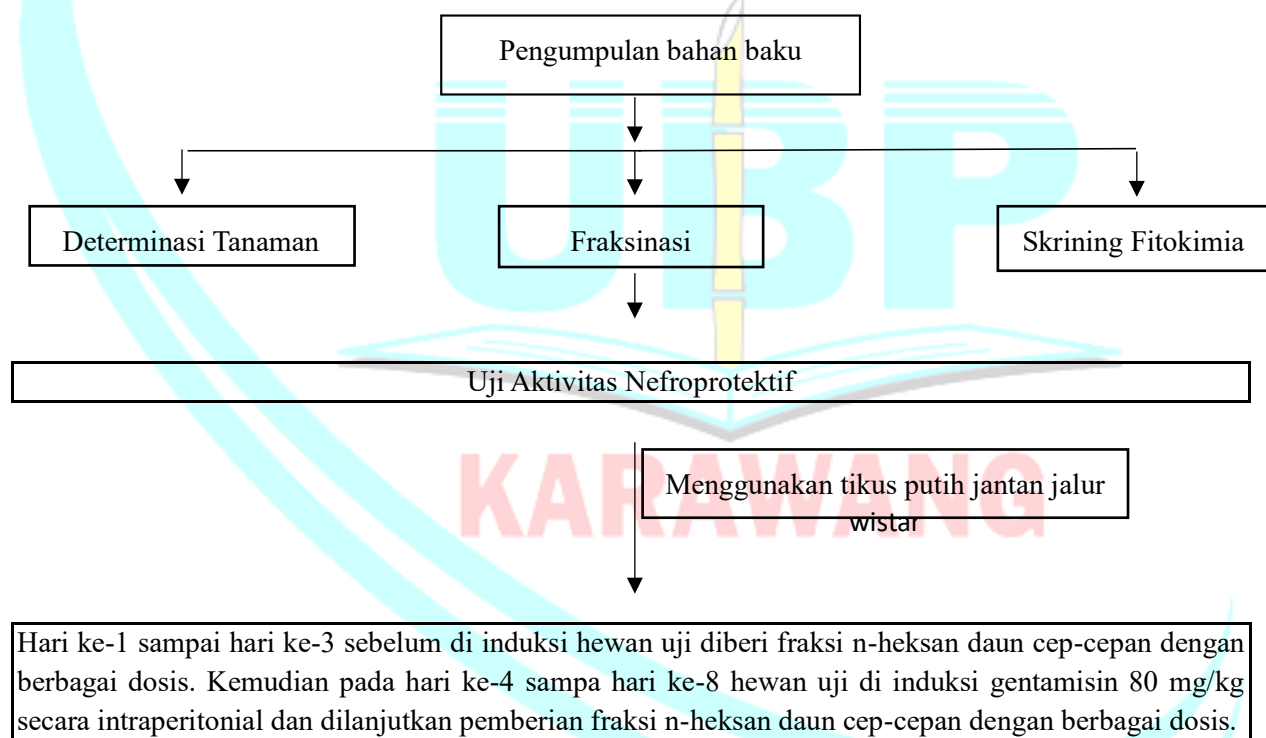 Pengumpulan bahan baku
Determinasi Tanaman
Fraksinasi
Skrining Fitokimia
UBP
Uji Aktivitas Nefroprotektif
KARAWANG
Menggunakan tikus putih jantan jalur
wistar
Hari ke-1 sampai hari ke-3 sebelum di induksi hewan uji diberi fraksi n-heksan daun cep-cepan dengan
berbagai dosis. Kemudian pada hari ke-4 sampa hari ke-8 hewan uji di induksi gentamisin 80 mg/kg
secara intraperitonial dan dilanjutkan pemberian fraksi n-heksan daun cep-cepan dengan berbagai dosis.